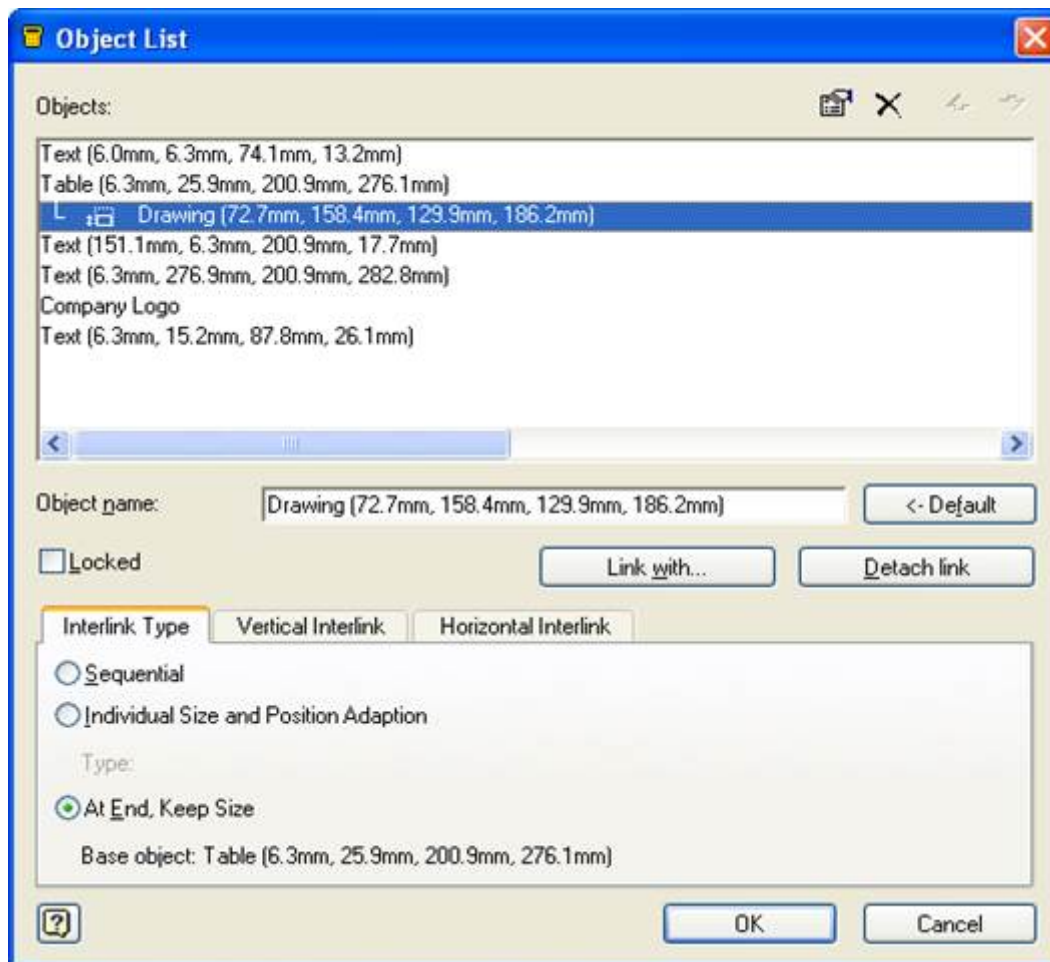 Object List
Objects:
Text (6.0mm, 6.3mm, 74.1mm, 13.2mm)
Table (6.3mm, 25.9mm, 200.9mm, 276.1mm)
Drawing (72.7mm, 158.4mm, 129.9mm, 186.2mm)
Text (151.1mm, 6.3mm, 200.9mm, 17.7mm)
Text (6.3mm, 276.9mm, 200.9mm, 282.8mm)
Company Logo
Text (6.3mm, 15.2mm, 87.8mm, 26.1mm)
Object name: Drawing (72.7mm, 158.4mm, 129.9mm, 186.2mm) <- Default
Locked Link with... Detach link
Interlink Type Vertical Interlink Horizontal Interlink
Sequential
Individual Size and Position Adaption
Type:
At End, Keep Size
Base object: Table (6.3mm, 25.9mm, 200.9mm, 276.1mm)
OK Cancel